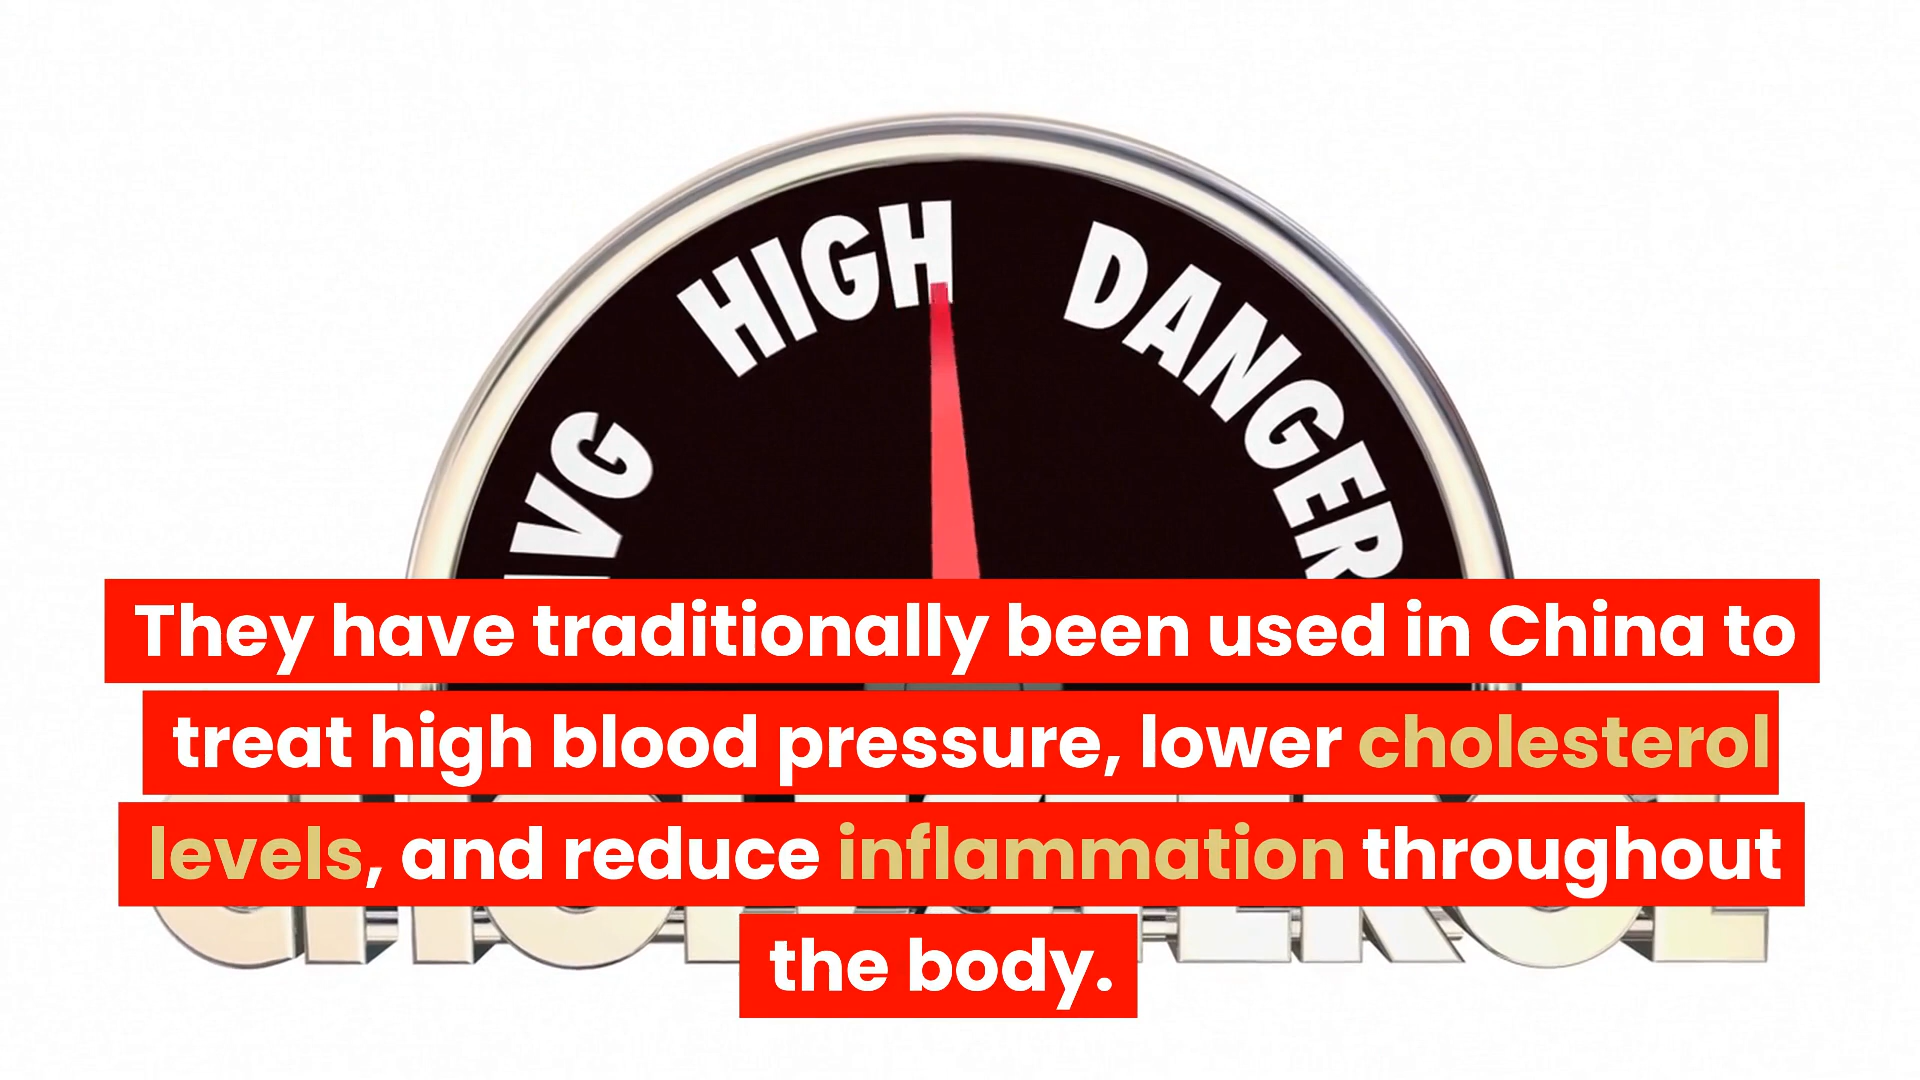 HIGH
DANGER
They have traditionally been used in China to
treat high blood pressure, lower cholesterol
levels, and reduce inflammation throughout
the body.